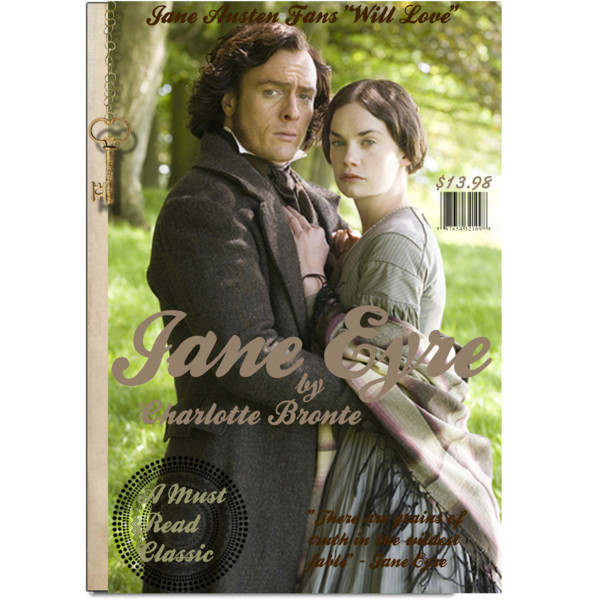 Jane Austen Fans "Will Love"
$13.98
Jane Eyre
by
Charlotte Bronte
A Must
Read
Classic
"There are grains of
truth in the wildest
fable" - Jane Eyre